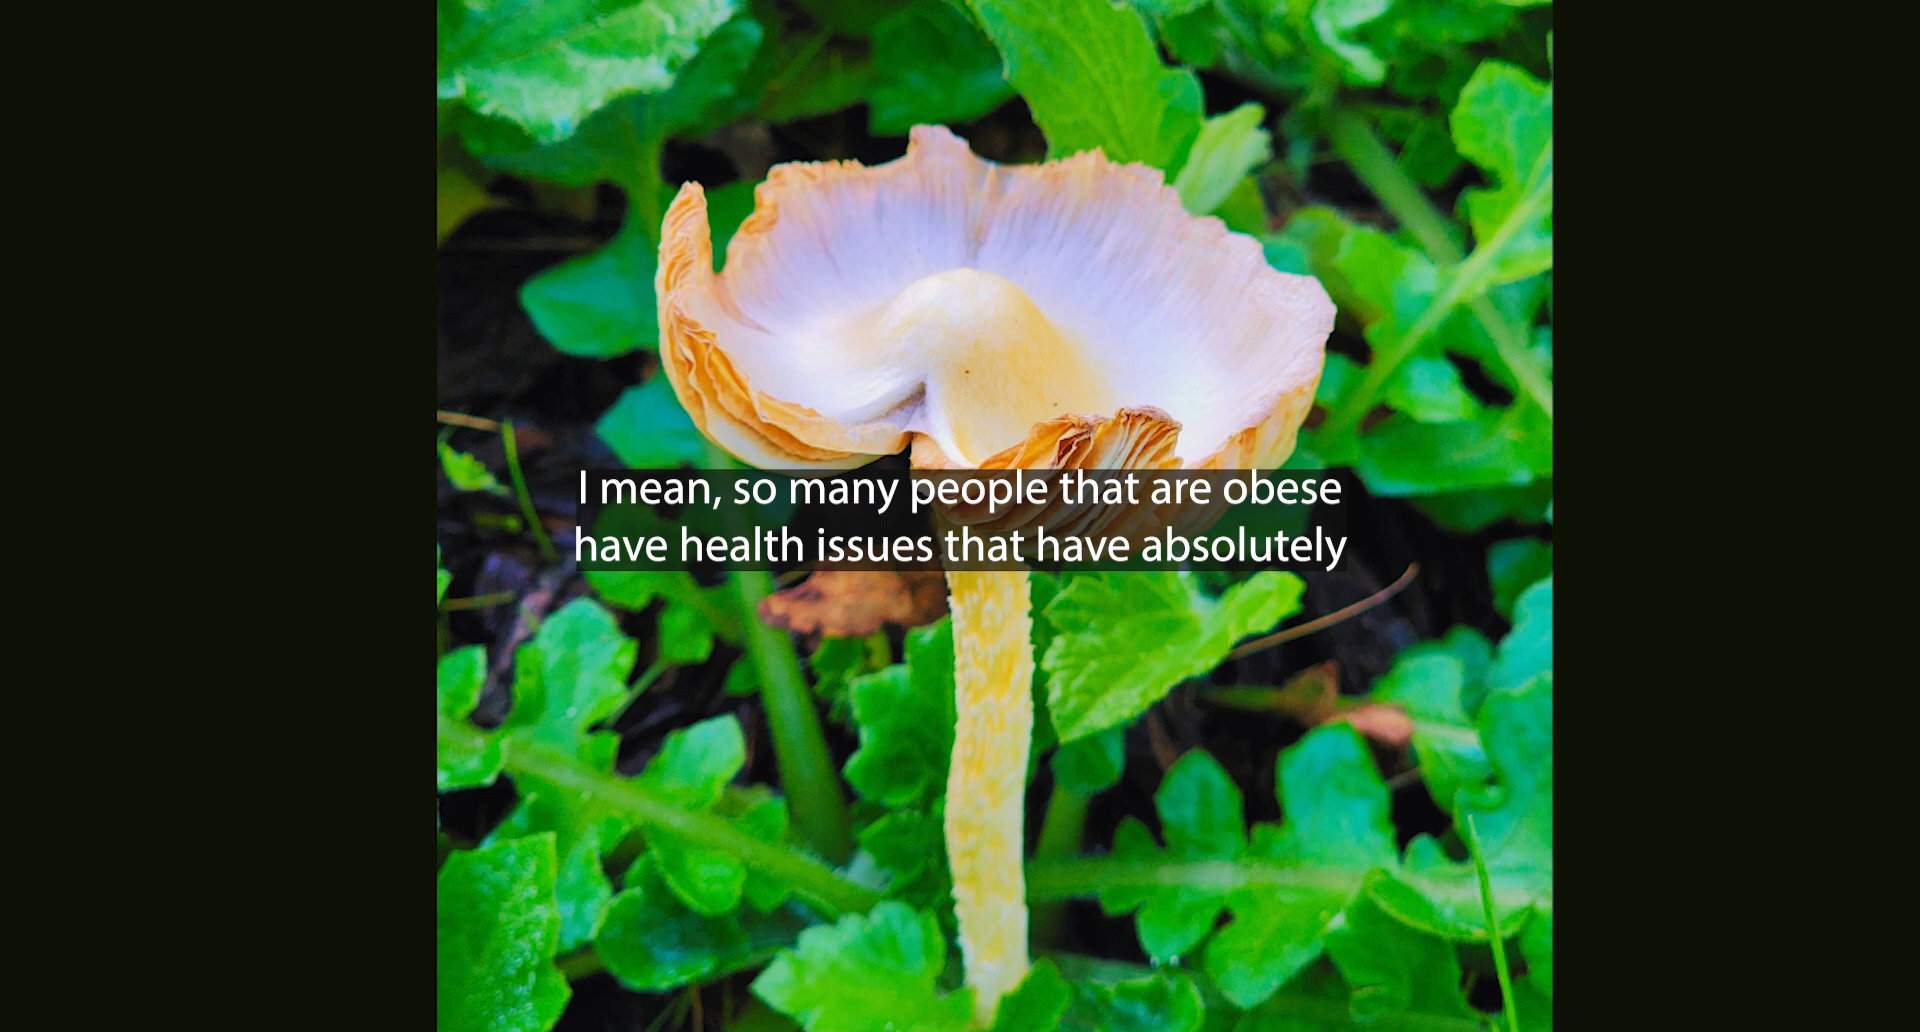 I mean, so many people that are obese
have health issues that have absolutely